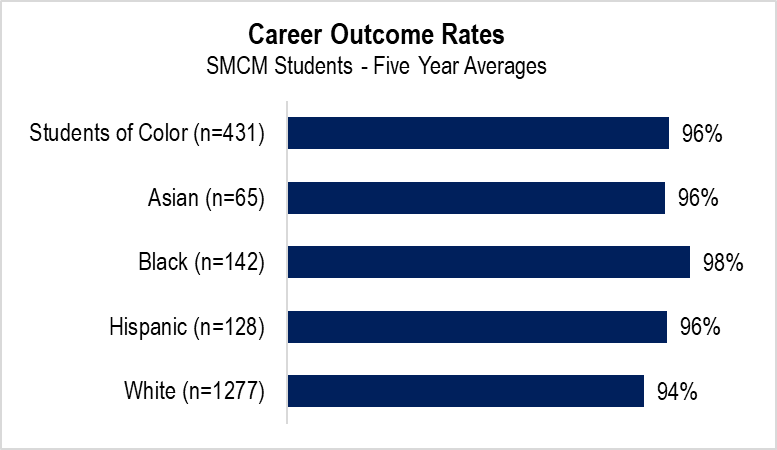 Career Outcome Rates
SMCM Students - Five Year Averages
Students of Color (n=431) 96%
Asian (n=65) 96%
Black (n=142) 98%
Hispanic (n=128) 96%
White (n=1277) 94%